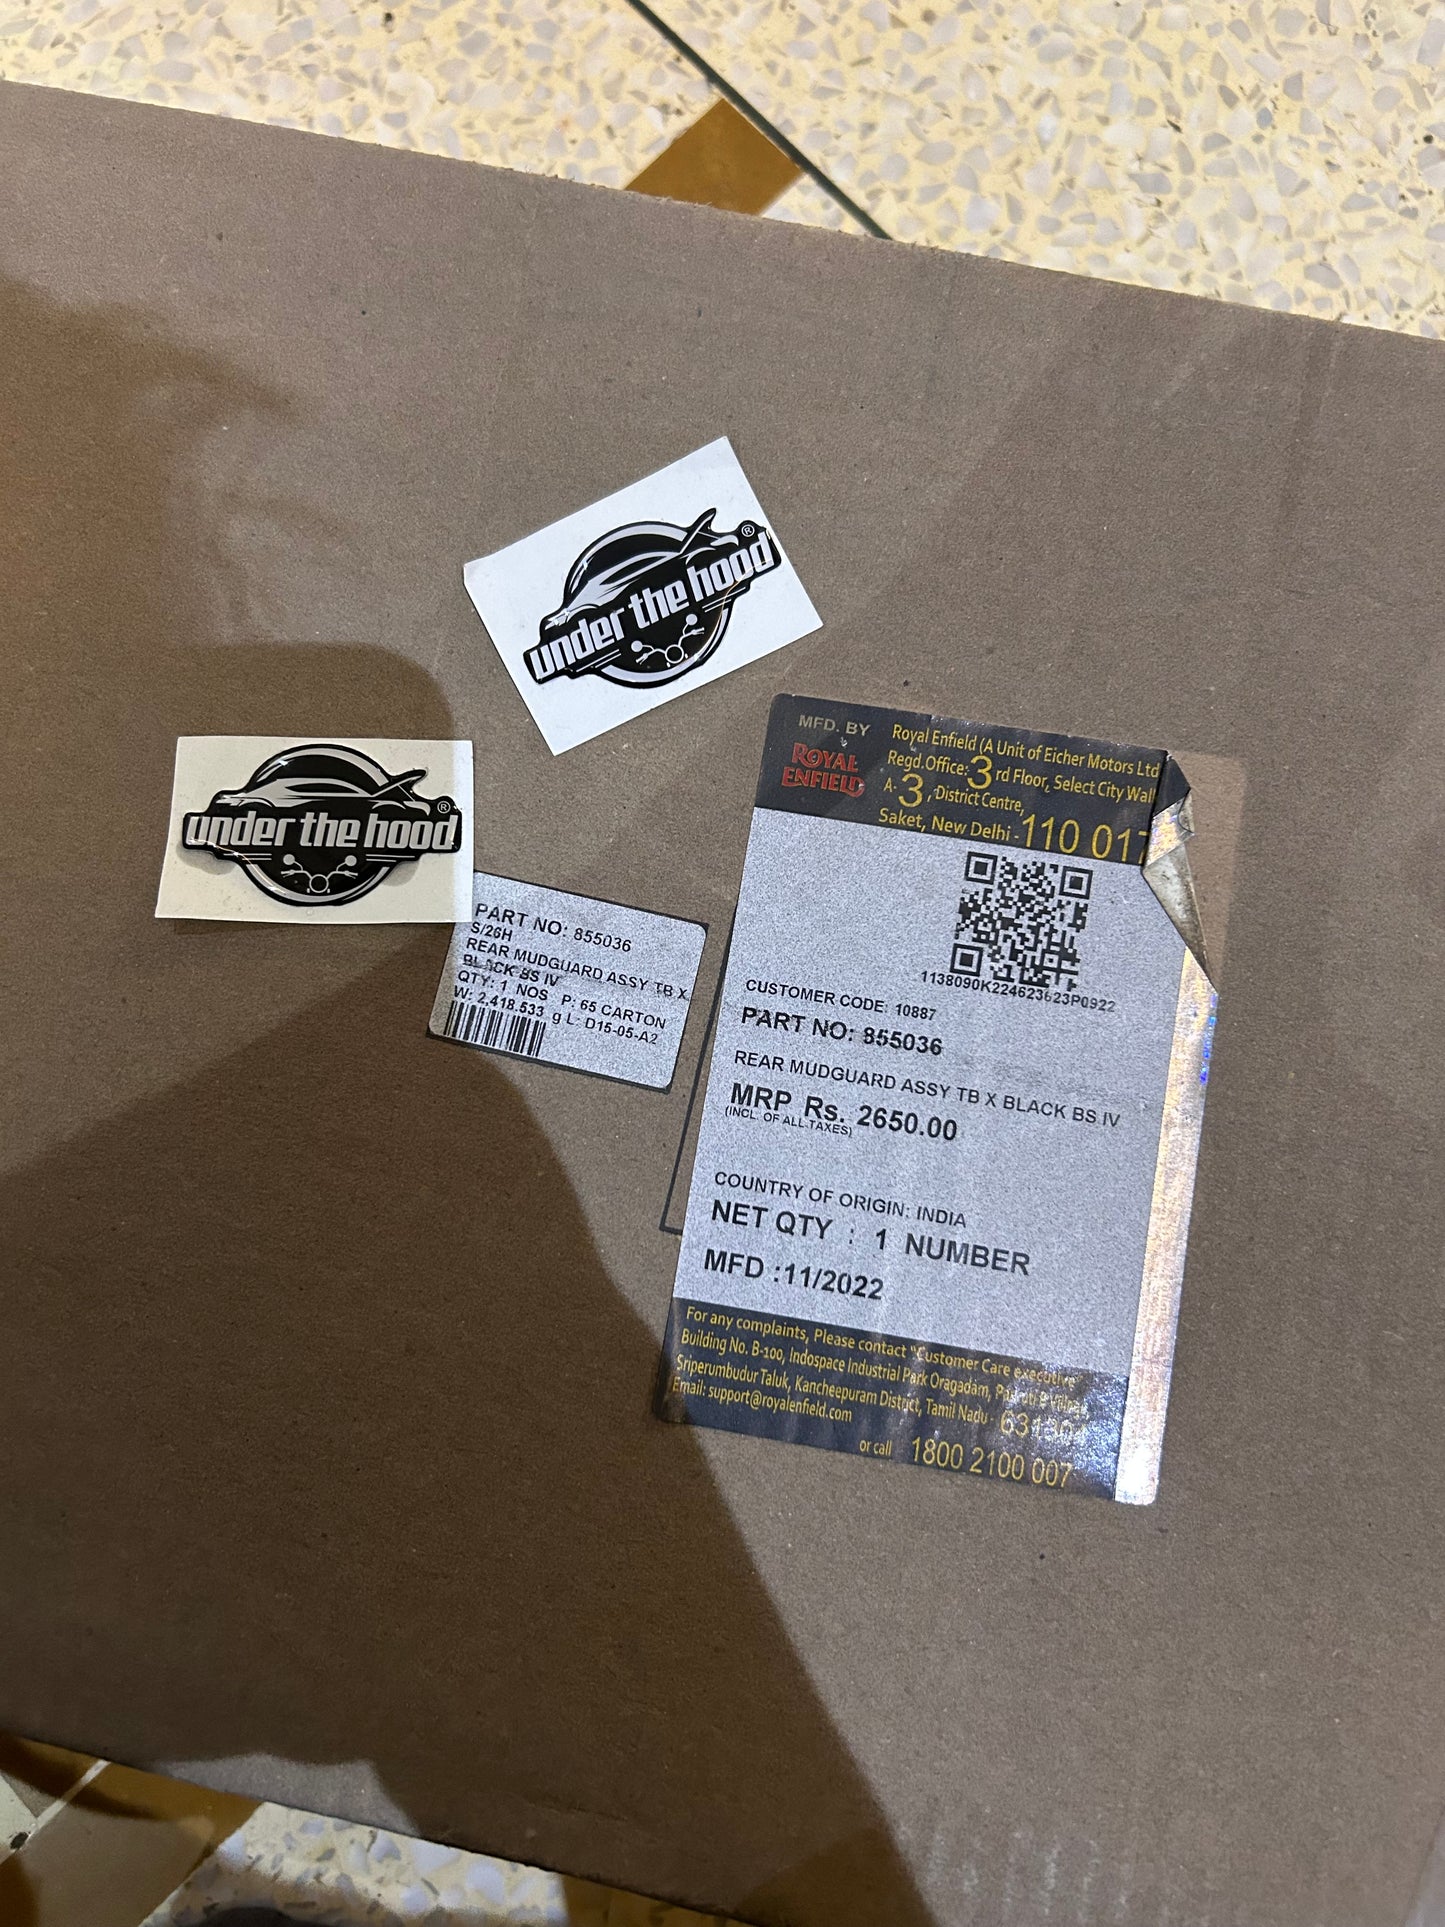 under the hood®
under the hood®
PART NO: 855036
S/26H
REAR MUDGUARD ASSY TB X
BLACK BS IV
QTY: 1 NOS P: 65 CARTON
W: 2,418.533 g L: D15-05-A2
MFD. BY
ROYAL
ENFIELD
Royal Enfield (A Unit of Eicher Motors Ltd
Regd.Office: 3rd Floor, Select City Wal
A-3, District Centre,
Saket, New Delhi - 110 017
1138090K224623623P0922
CUSTOMER CODE: 10887
PART NO: 855036
REAR MUDGUARD ASSY TB X BLACK BS IV
MRP Rs. 2650.00
(INCL. OF ALL TAXES)
COUNTRY OF ORIGIN: INDIA
NET QTY : 1 NUMBER
MFD :11/2022
For any complaints, Please contact "Customer Care executive"
Building No. B-100, Indospace Industrial Park Oragadam,
Sriperumbudur Taluk, Kancheepuram District, Tamil Nadu -
Email: support@royalenfield.com
or call 1800 2100 007